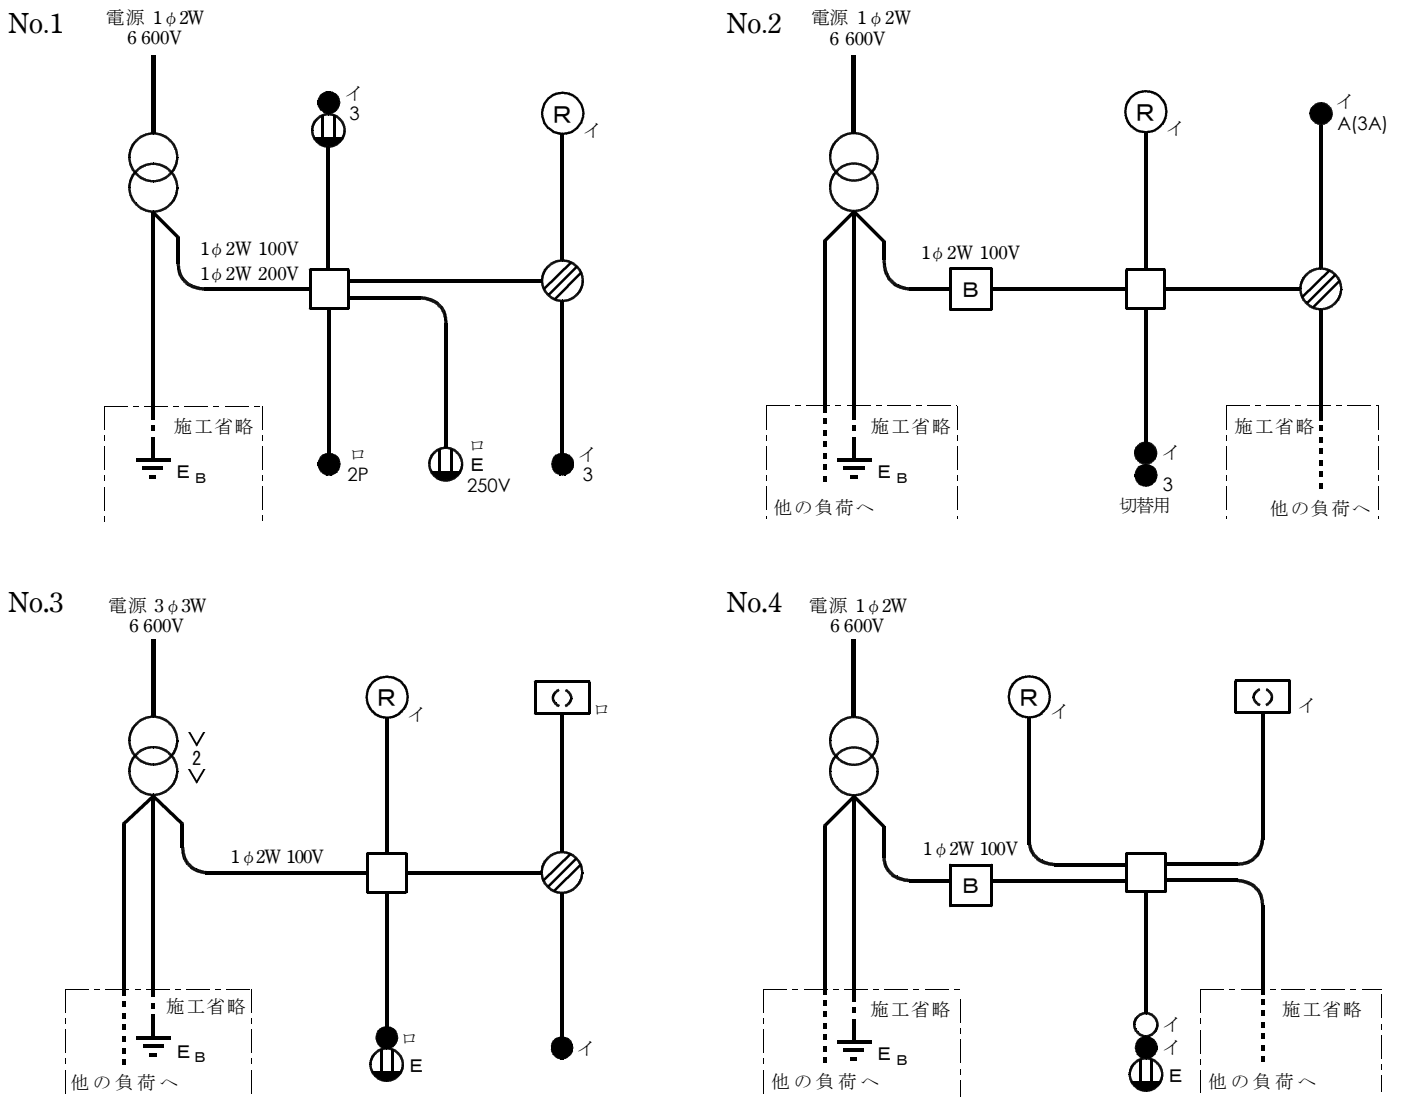 No.1
電源 1φ2W
6 600V
イ
3
R
イ
1φ2W 100V
1φ2W 200V
施工省略
EB
ロ
2P
ロ
E
250V
イ
3
No.2
電源 1φ2W
6 600V
R
イ
イ
A(3A)
1φ2W 100V
B
施工省略
EB
他の負荷へ
イ
3
切替用
施工省略
他の負荷へ
No.3
電源 3φ3W
6 600V
V
2
V
R
イ
( )
ロ
1φ2W 100V
施工省略
EB
他の負荷へ
ロ
E
イ
No.4
電源 1φ2W
6 600V
R
イ
( )
イ
1φ2W 100V
B
施工省略
EB
他の負荷へ
イ
イ
E
施工省略
他の負荷へ